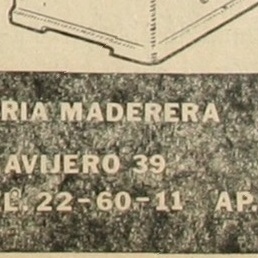 RIA MADERERA
AVIJERO 39.
L. 22-60-11 AP.